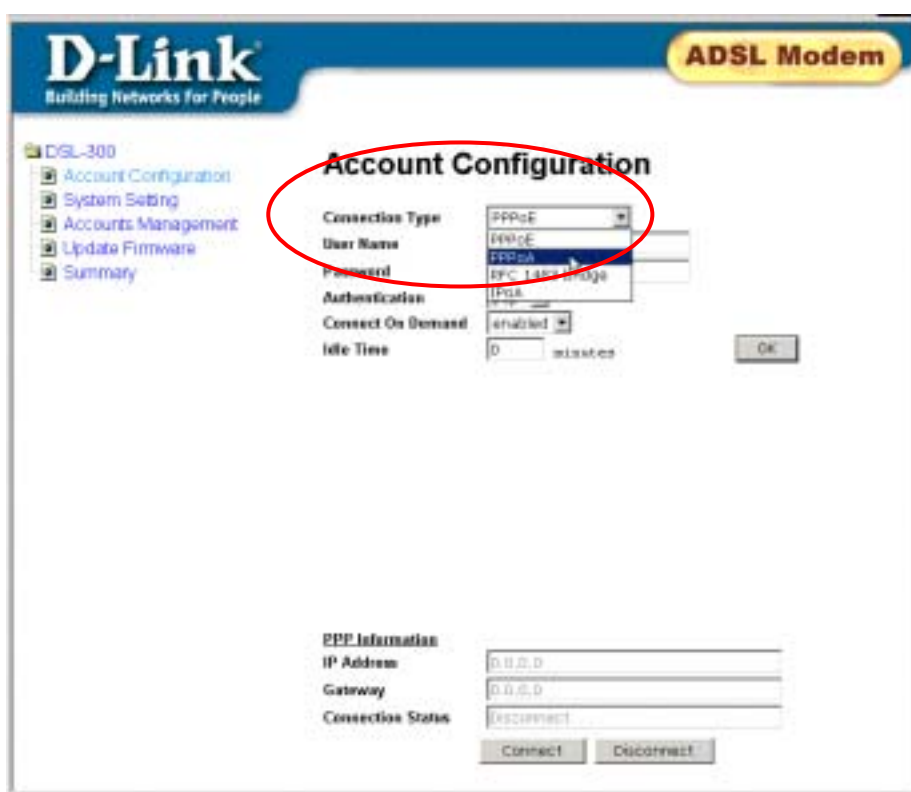 D-Link
Building Networks for People
ADSL Modem
DSL-300
Account Configuration
System Setting
Accounts Management
Update Firmware
Summary
Account Configuration
Connection Type PPPoE
PPPoE
PPPoA
RFC 1483 Bridge
IPoA
User Name
Password
Authentication
Connect On Demand enabled
Idle Time 0 minutes
OK
PPP Information
IP Address 0.0.0.0
Gateway 0.0.0.0
Connection Status Disconnect
Connect Disconnect